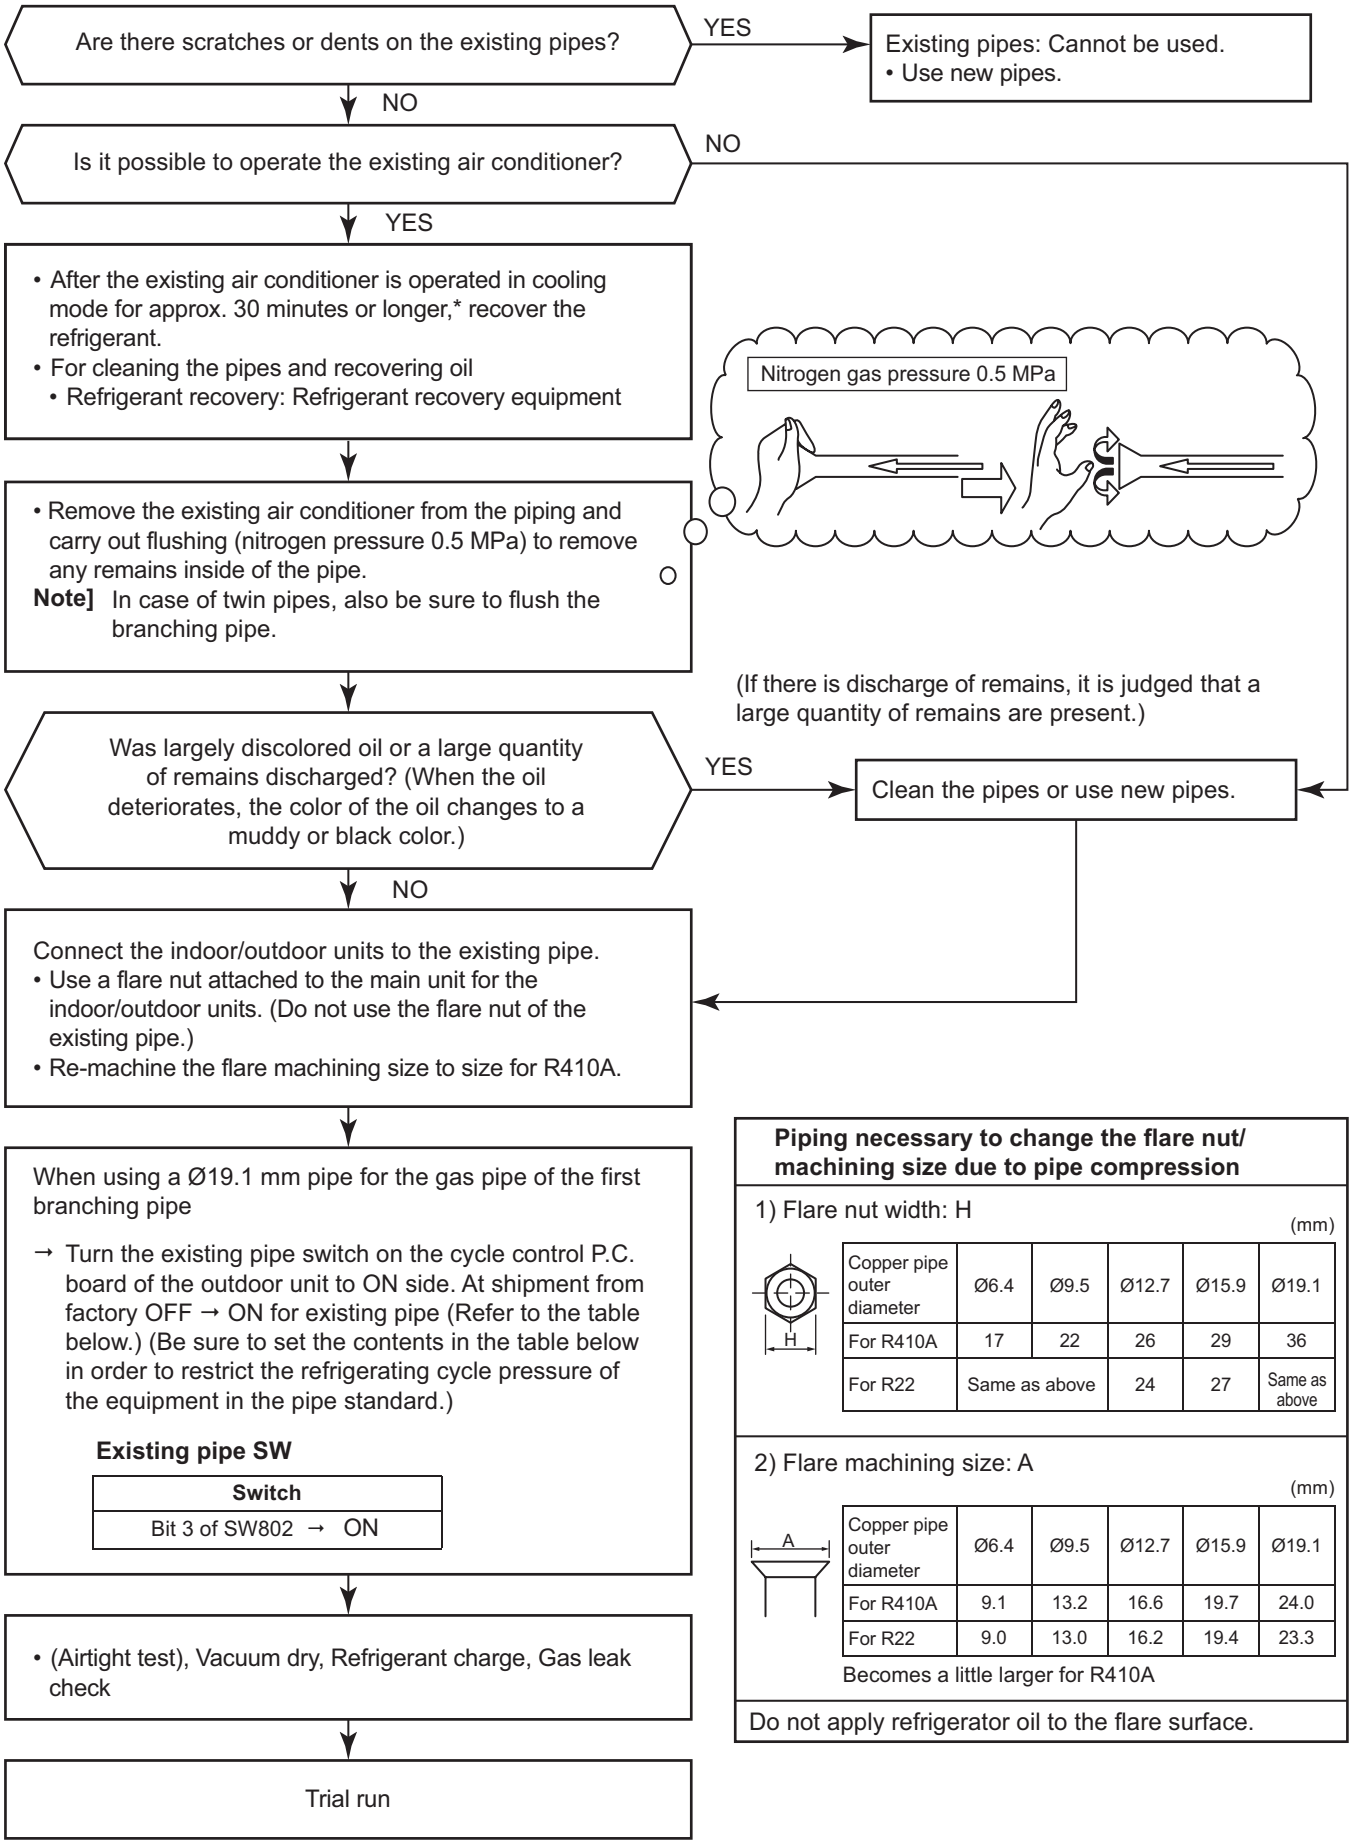 Are there scratches or dents on the existing pipes?
YES
Existing pipes: Cannot be used.
• Use new pipes.
NO
Is it possible to operate the existing air conditioner?
NO
YES
• After the existing air conditioner is operated in cooling
mode for approx. 30 minutes or longer,* recover the
refrigerant.
• For cleaning the pipes and recovering oil
• Refrigerant recovery: Refrigerant recovery equipment
Nitrogen gas pressure 0.5 MPa
• Remove the existing air conditioner from the piping and
carry out flushing (nitrogen pressure 0.5 MPa) to remove
any remains inside of the pipe.
Note] In case of twin pipes, also be sure to flush the
branching pipe.
(If there is discharge of remains, it is judged that a
large quantity of remains are present.)
Was largely discolored oil or a large quantity
of remains discharged? (When the oil
deteriorates, the color of the oil changes to a
muddy or black color.)
YES
Clean the pipes or use new pipes.
NO
Connect the indoor/outdoor units to the existing pipe.
• Use a flare nut attached to the main unit for the
indoor/outdoor units. (Do not use the flare nut of the
existing pipe.)
• Re-machine the flare machining size to size for R410A.
When using a Ø19.1 mm pipe for the gas pipe of the first
branching pipe
→ Turn the existing pipe switch on the cycle control P.C.
board of the outdoor unit to ON side. At shipment from
factory OFF → ON for existing pipe (Refer to the table
below.) (Be sure to set the contents in the table below
in order to restrict the refrigerating cycle pressure of
the equipment in the pipe standard.)
Existing pipe SW
Switch
Bit 3 of SW802 → ON
• (Airtight test), Vacuum dry, Refrigerant charge, Gas leak
check
Trial run
Piping necessary to change the flare nut/
machining size due to pipe compression
1) Flare nut width: H
(mm)
H
Copper pipe
outer
diameter
Ø6.4 Ø9.5 Ø12.7 Ø15.9 Ø19.1
For R410A 17 22 26 29 36
For R22 Same as above 24 27 Same as
above
2) Flare machining size: A
(mm)
A
Copper pipe
outer
diameter
Ø6.4 Ø9.5 Ø12.7 Ø15.9 Ø19.1
For R410A 9.1 13.2 16.6 19.7 24.0
For R22 9.0 13.0 16.2 19.4 23.3
Becomes a little larger for R410A
Do not apply refrigerator oil to the flare surface.